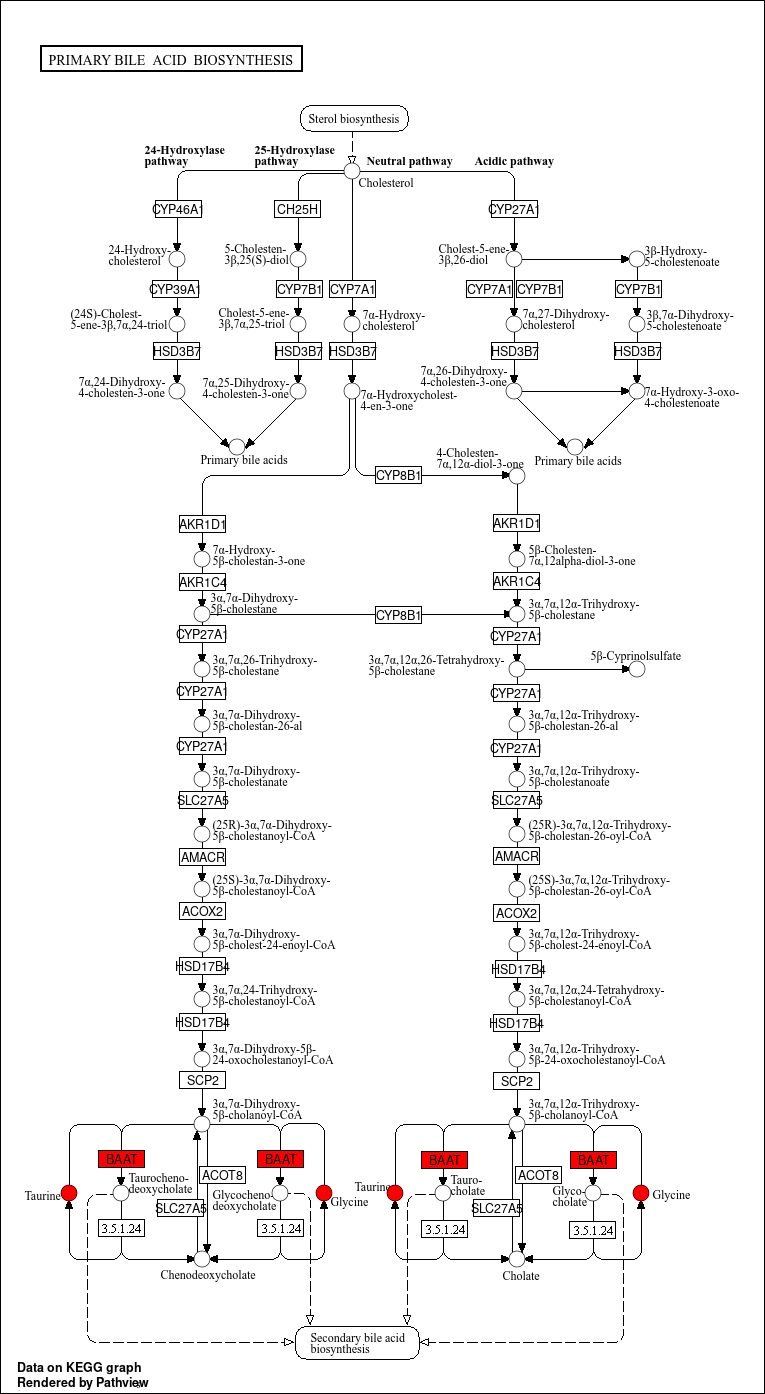 PRIMARY BILE ACID BIOSYNTHESIS
Sterol biosynthesis
24-Hydroxylase
pathway
25-Hydroxylase
pathway
Neutral pathway
Acidic pathway
Cholesterol
CYP46A1
CH25H
CYP27A1
24-Hydroxy-
cholesterol
5-Cholesten-
3β,25(S)-diol
Cholest-5-ene-
3β,26-diol
3β-Hydroxy-
5-cholestenoate
CYP39A1
CYP7B1
CYP7A1
CYP7A1
CYP7B1
CYP7B1
(24S)-Cholest-
5-ene-3β,7α,24-triol
Cholest-5-ene-
3β,7α,25-triol
7α-Hydroxy-
cholesterol
7α,27-Dihydroxy-
cholesterol
3β,7α-Dihydroxy-
5-cholestenoate
HSD3B7
HSD3B7
HSD3B7
HSD3B7
HSD3B7
7α,24-Dihydroxy-
4-cholesten-3-one
7α,25-Dihydroxy-
4-cholesten-3-one
7α-Hydroxycholest-
4-en-3-one
7α,26-Dihydroxy-
4-cholesten-3-one
7α-Hydroxy-3-oxo-
4-cholestenoate
Primary bile acids
Primary bile acids
4-Cholesten-
7α,12α-diol-3-one
CYP8B1
AKR1D1
AKR1D1
7α-Hydroxy-
5β-cholestan-3-one
5β-Cholesten-
7α,12alpha-diol-3-one
AKR1C4
AKR1C4
3α,7α-Dihydroxy-
5β-cholestane
CYP8B1
3α,7α,12α-Trihydroxy-
5β-cholestane
CYP27A1
CYP27A1
3α,7α,26-Trihydroxy-
5β-cholestane
3α,7α,12α,26-Tetrahydroxy-
5β-cholestane
5β-Cyprinolsulfate
CYP27A1
CYP27A1
3α,7α-Dihydroxy-
5β-cholestan-26-al
3α,7α,12α-Trihydroxy-
5β-cholestan-26-al
CYP27A1
CYP27A1
3α,7α-Dihydroxy-
5β-cholestanate
3α,7α,12α-Trihydroxy-
5β-cholestanoate
SLC27A5
SLC27A5
(25R)-3α,7α-Dihydroxy-
5β-cholestanoyl-CoA
(25R)-3α,7α,12α-Trihydroxy-
5β-cholestan-26-oyl-CoA
AMACR
AMACR
(25S)-3α,7α-Dihydroxy-
5β-cholestanoyl-CoA
(25S)-3α,7α,12α-Trihydroxy-
5β-cholestan-26-oyl-CoA
ACOX2
ACOX2
3α,7α-Dihydroxy-
5β-cholest-24-enoyl-CoA
3α,7α,12α-Trihydroxy-
5β-cholest-24-enoyl-CoA
HSD17B4
HSD17B4
3α,7α,24-Trihydroxy-
5β-cholestanoyl-CoA
3α,7α,12α,24-Tetrahydroxy-
5β-cholestanoyl-CoA
HSD17B4
HSD17B4
3α,7α-Dihydroxy-5β-
24-oxocholestanoyl-CoA
3α,7α,12α-Trihydroxy-
5β-24-oxocholestanoyl-CoA
SCP2
SCP2
3α,7α-Dihydroxy-
5β-cholanoyl-CoA
3α,7α,12α-Trihydroxy-
5β-cholanoyl-CoA
BAAT
BAAT
BAAT
BAAT
ACOT8
ACOT8
Taurine
Taurocheno-
deoxycholate
Glycocheno-
deoxycholate
Glycine
Taurine
Tauro-
cholate
Glyco-
cholate
Glycine
SLC27A5
SLC27A5
3.5.1.24
3.5.1.24
3.5.1.24
3.5.1.24
Chenodeoxycholate
Cholate
Secondary bile acid
biosynthesis
Data on KEGG graph
Rendered by Pathview